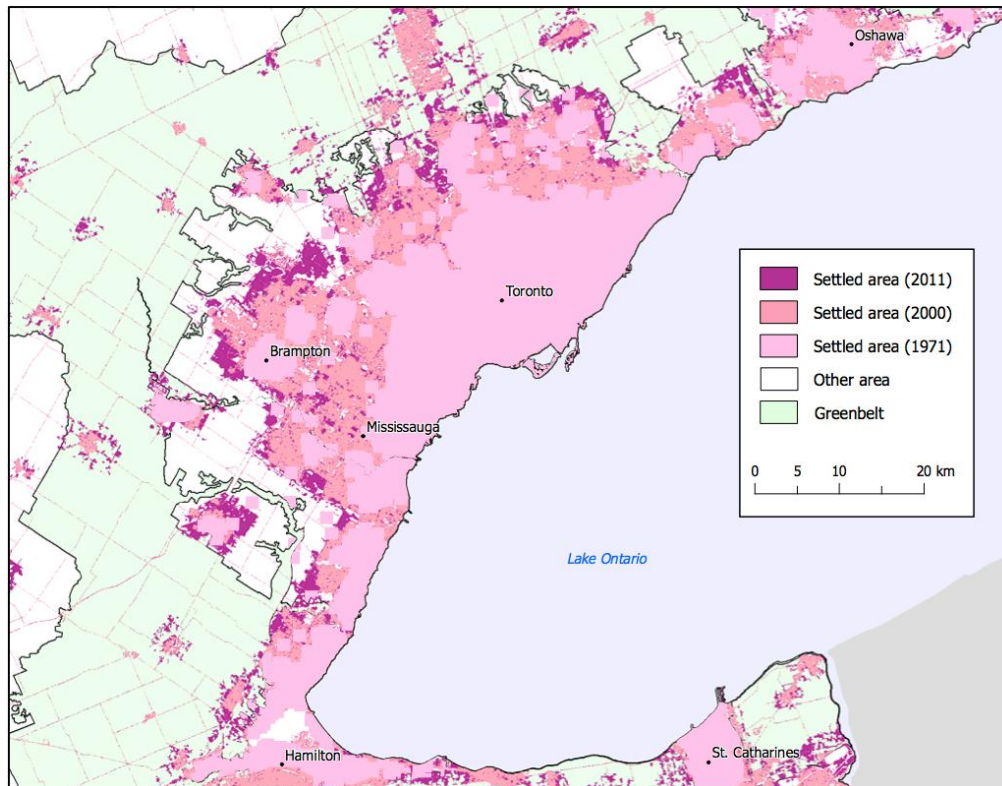 Oshawa
Toronto
Brampton
Mississauga
Lake Ontario
Hamilton
St. Catharines
Settled area (2011)
Settled area (2000)
Settled area (1971)
Other area
Greenbelt
0 5 10 20 km